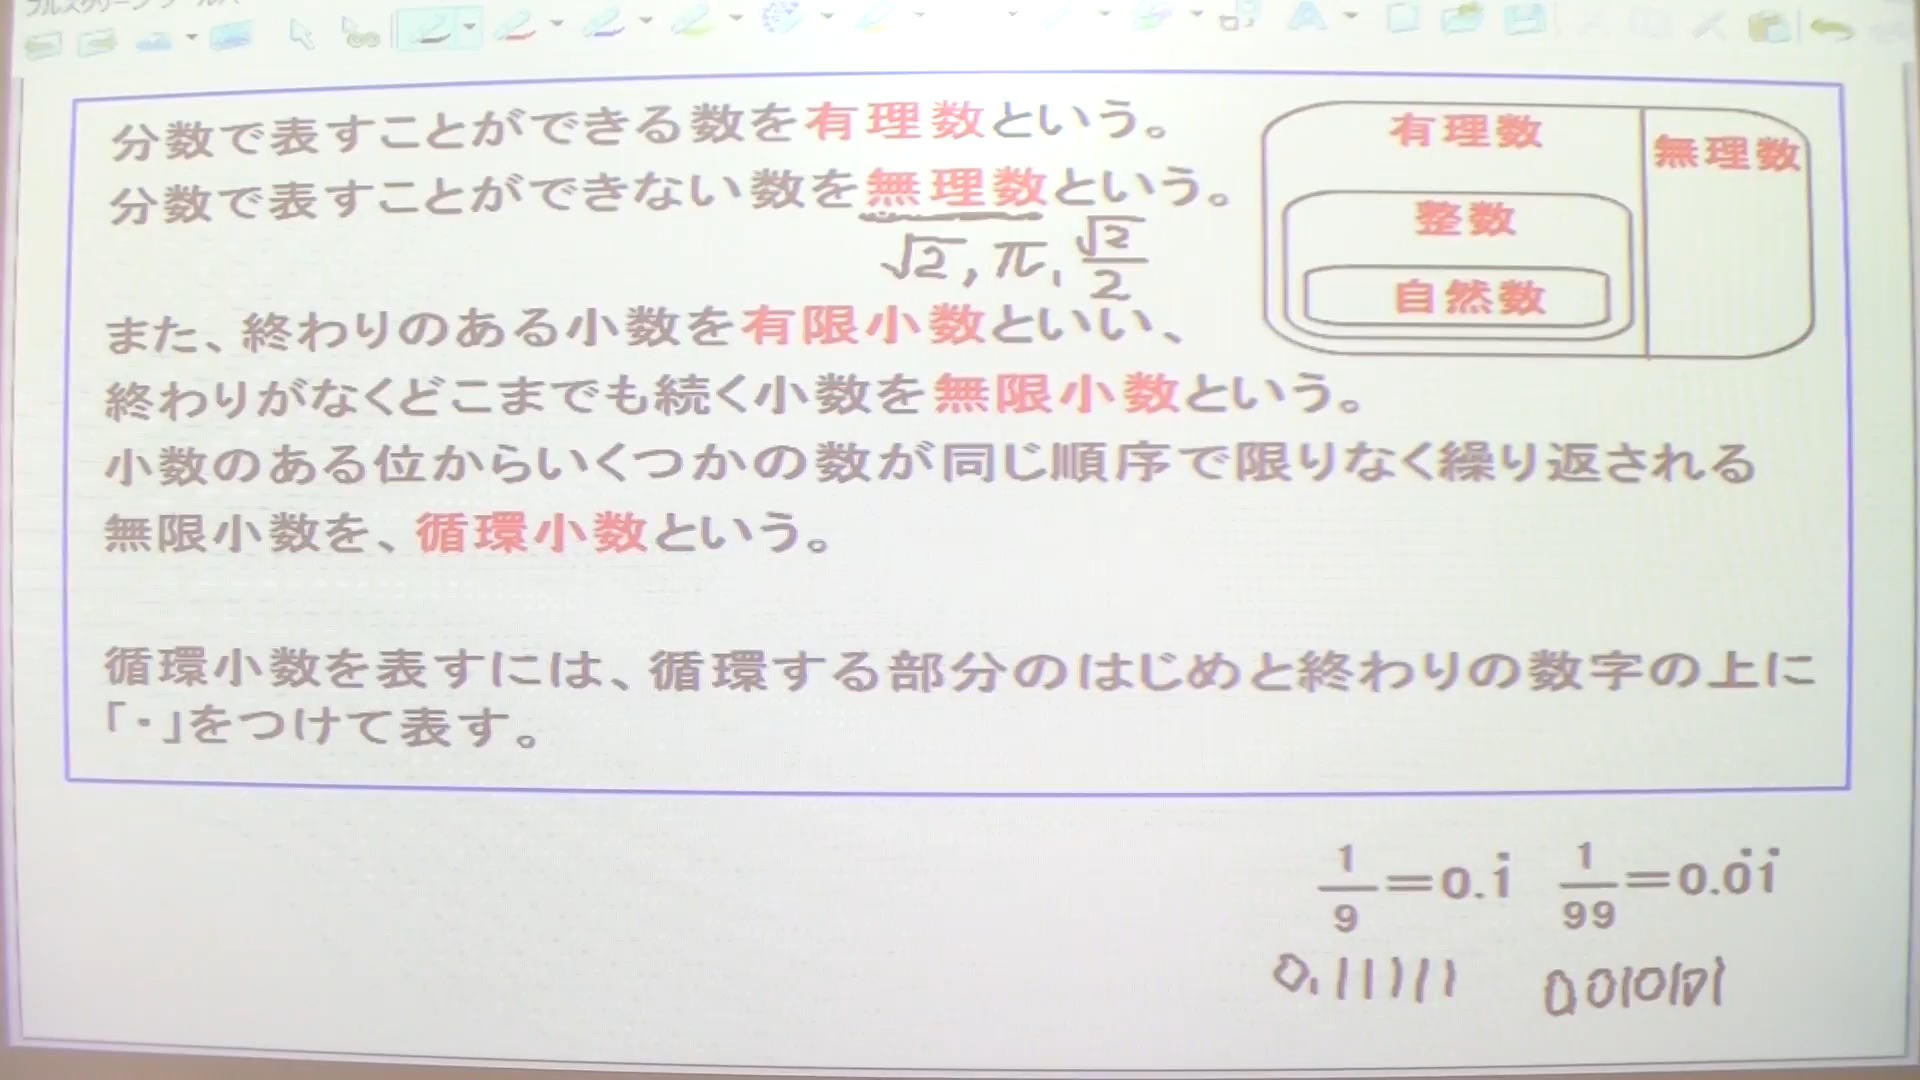 分数で表すことができる数を有理数という。
分数で表すことができない数を無理数という。
√2, π, √2/2
また、終わりのある小数を有限小数といい、
終わりがなくどこまでも続く小数を無限小数という。
小数のある位からいくつかの数が同じ順序で限りなく繰り返される
無限小数を、循環小数という。
循環小数を表すには、循環する部分のはじめと終わりの数字の上に
「・」をつけて表す。
有理数
無理数
整数
自然数
1/9=0.1̇ 1/99=0.0̇1̇
0.11111 0.010101